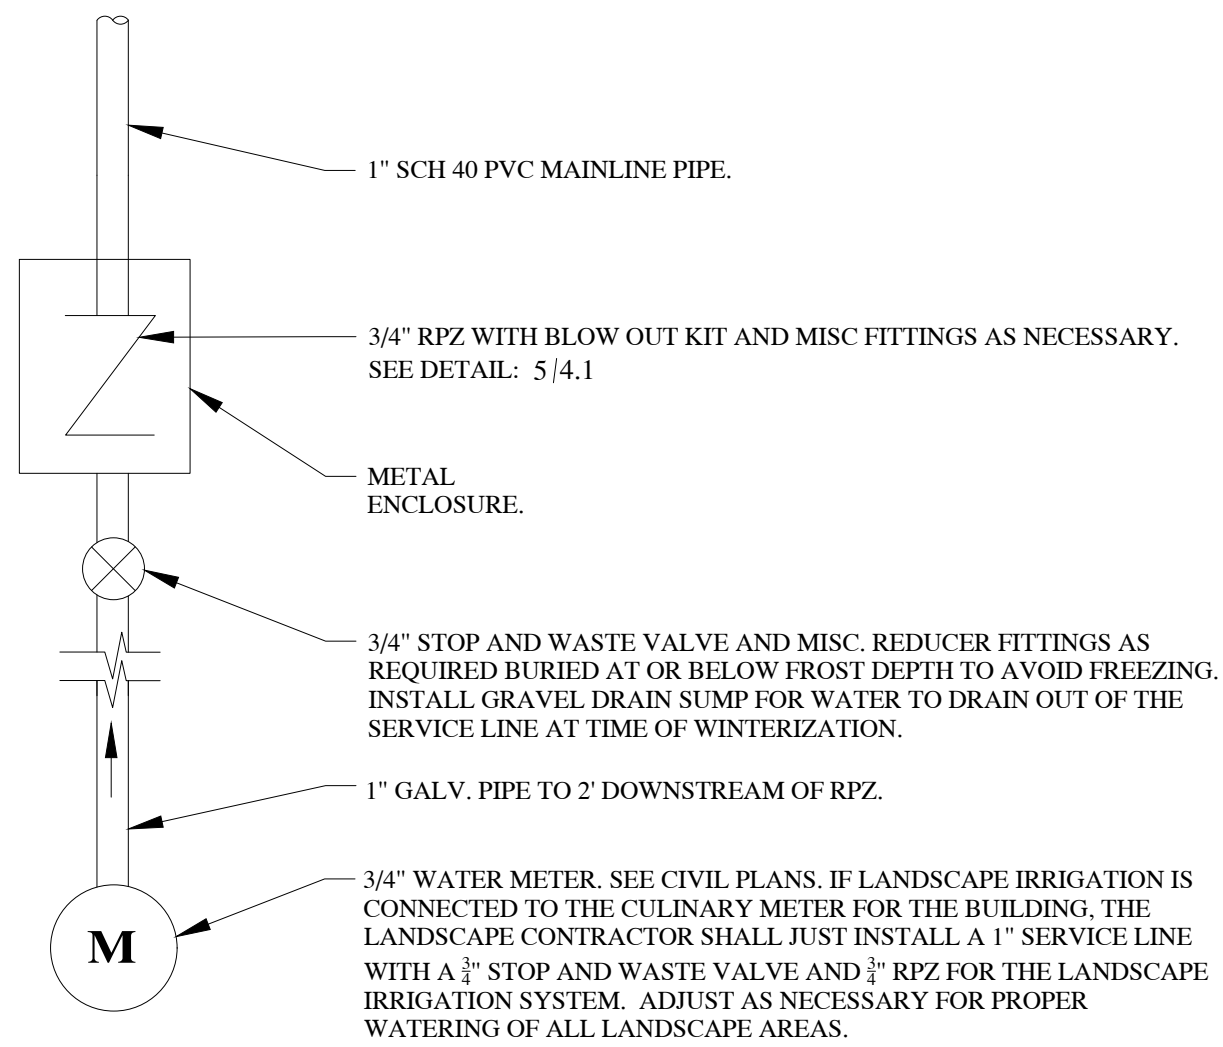 1" SCH 40 PVC MAINLINE PIPE.
3/4" RPZ WITH BLOW OUT KIT AND MISC FITTINGS AS NECESSARY.
SEE DETAIL: 5/4.1
METAL
ENCLOSURE.
3/4" STOP AND WASTE VALVE AND MISC. REDUCER FITTINGS AS
REQUIRED BURIED AT OR BELOW FROST DEPTH TO AVOID FREEZING.
INSTALL GRAVEL DRAIN SUMP FOR WATER TO DRAIN OUT OF THE
SERVICE LINE AT TIME OF WINTERIZATION.
1" GALV. PIPE TO 2' DOWNSTREAM OF RPZ.
3/4" WATER METER. SEE CIVIL PLANS. IF LANDSCAPE IRRIGATION IS
CONNECTED TO THE CULINARY METER FOR THE BUILDING, THE
LANDSCAPE CONTRACTOR SHALL JUST INSTALL A 1" SERVICE LINE
WITH A 3/4" STOP AND WASTE VALVE AND 3/4" RPZ FOR THE LANDSCAPE
IRRIGATION SYSTEM. ADJUST AS NECESSARY FOR PROPER
WATERING OF ALL LANDSCAPE AREAS.
M